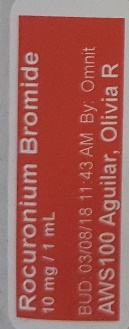 Rocuronium Bromide
10 mg / 1 mL
BUD 03/08/18 11:43 AM By: Omnit
AWS100 Aguilar, Olivia R